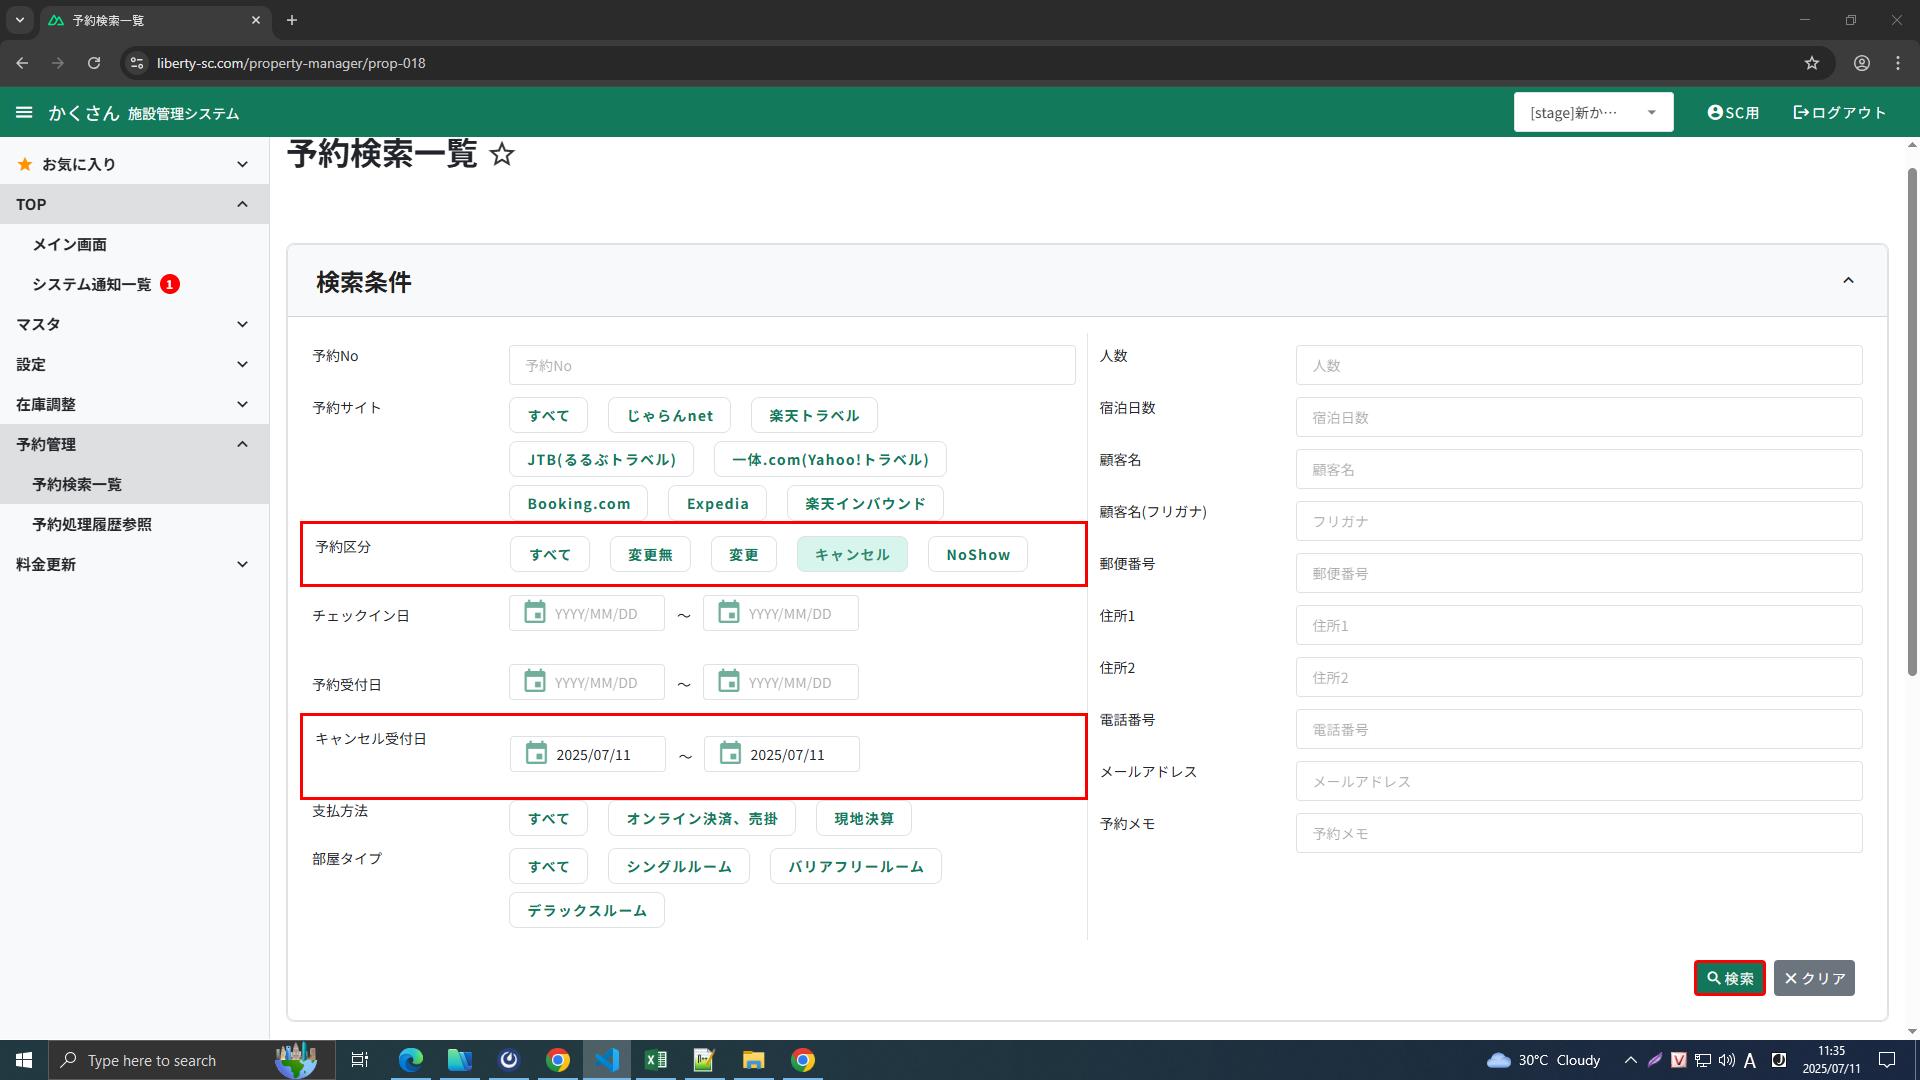 予約検索一覧
liberty-sc.com/property-manager/prop-018
かくさん 施設管理システム
[stage]新か…
SC用
ログアウト
お気に入り
TOP
メイン画面
システム通知一覧 1
マスタ
設定
在庫調整
予約管理
予約検索一覧
予約処理履歴参照
料金更新
予約検索一覧
検索条件
予約No
予約No
予約サイト
すべて じゃらんnet 楽天トラベル
JTB(るるぶトラベル) 一体.com(Yahoo!トラベル)
Booking.com Expedia 楽天インバウンド
予約区分
すべて 変更無 変更 キャンセル NoShow
チェックイン日
YYYY/MM/DD ～ YYYY/MM/DD
予約受付日
YYYY/MM/DD ～ YYYY/MM/DD
キャンセル受付日
2025/07/11 ～ 2025/07/11
支払方法
すべて オンライン決済、売掛 現地決算
部屋タイプ
すべて シングルルーム バリアフリールーム
デラックスルーム
人数
人数
宿泊日数
宿泊日数
顧客名
顧客名
顧客名(フリガナ)
フリガナ
郵便番号
郵便番号
住所1
住所1
住所2
住所2
電話番号
電話番号
メールアドレス
メールアドレス
予約メモ
予約メモ
検索
クリア
Type here to search
30°C Cloudy
A
11:35
2025/07/11